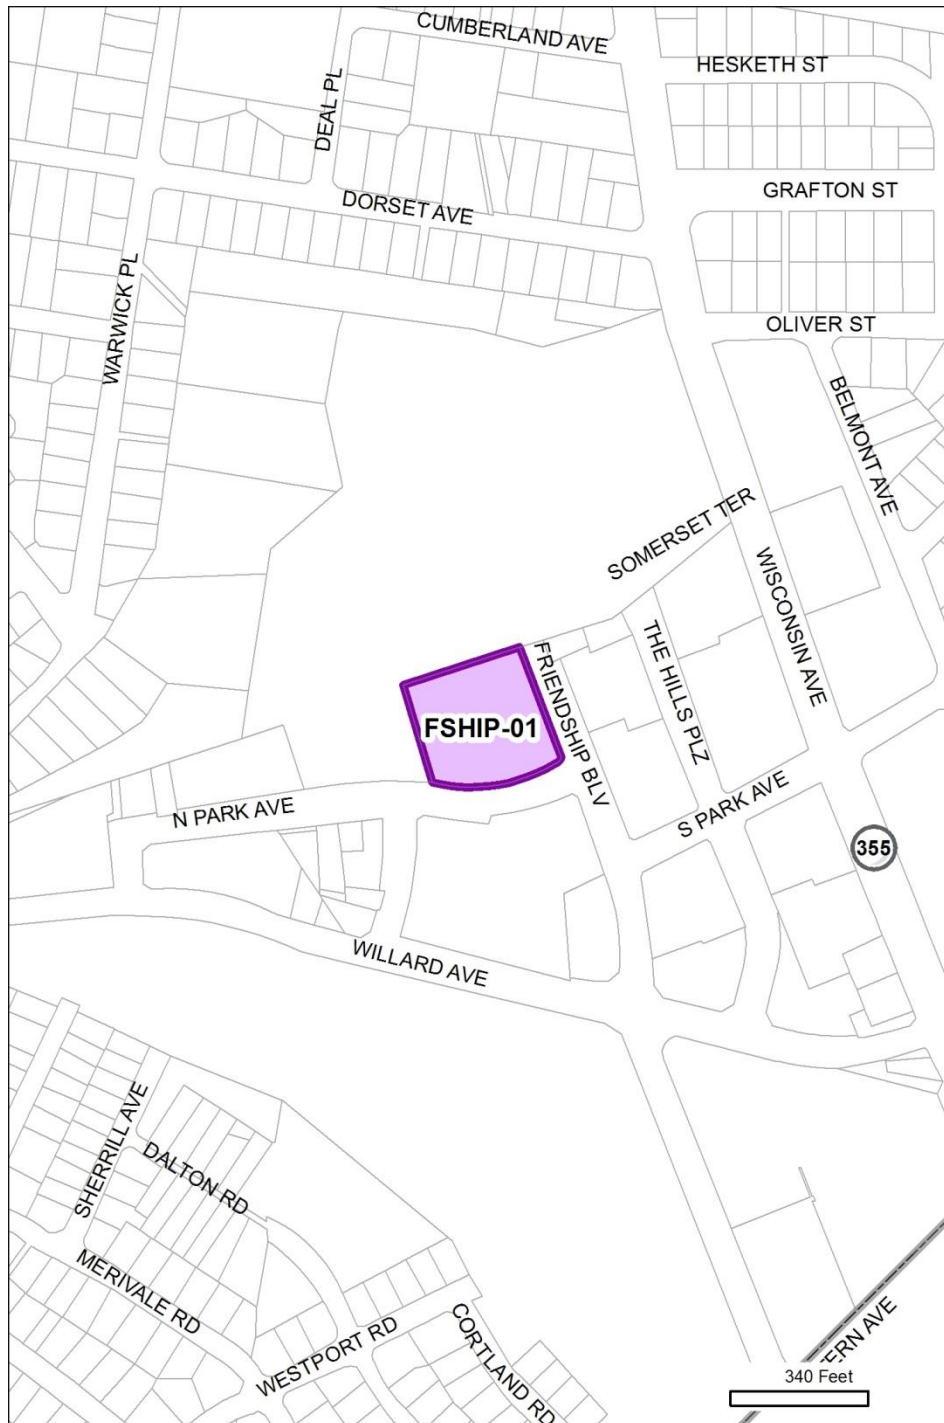 CUMBERLAND AVE
HESKETH ST
DEAL PL
GRAFTON ST
DORSET AVE
WARWICK PL
OLIVER ST
BELMONT AVE
SOMERSET TER
WISCONSIN AVE
THE HILLS PLZ
FRIENDSHIP BLV
FSHIP-01
N PARK AVE
S PARK AVE
355
WILLARD AVE
SHERRILL AVE
DALTON RD
MERIVALE RD
WESTPORT RD
CORTLAND RD
TERN AVE
340 Feet